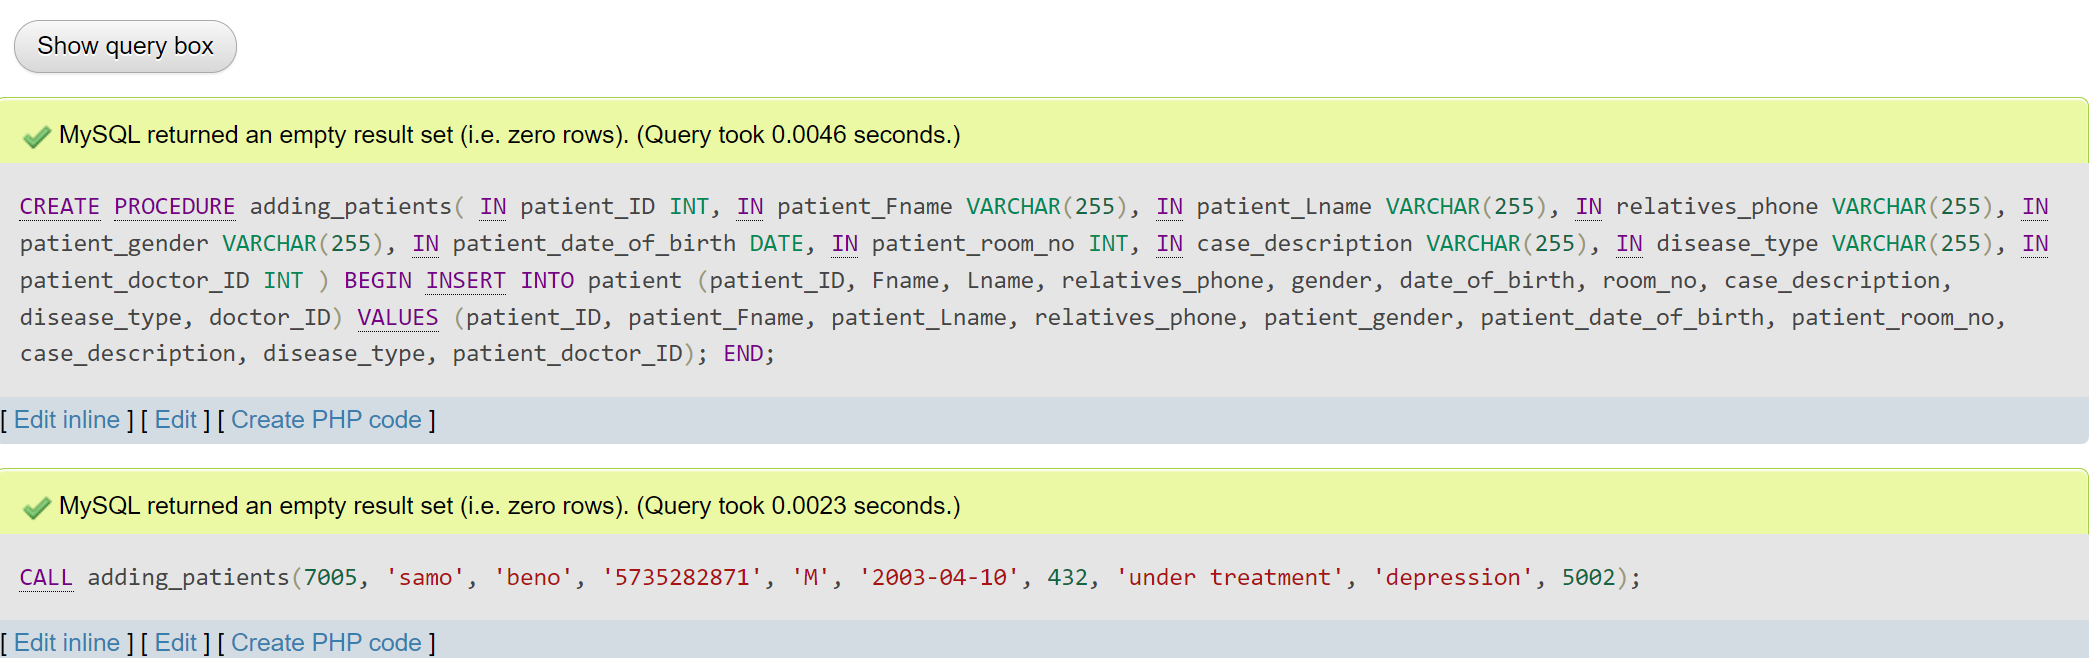 Show query box
MySQL returned an empty result set (i.e. zero rows). (Query took 0.0046 seconds.)
CREATE PROCEDURE adding_patients( IN patient_ID INT, IN patient_Fname VARCHAR(255), IN patient_Lname VARCHAR(255), IN relatives_phone VARCHAR(255), IN
patient_gender VARCHAR(255), IN patient_date_of_birth DATE, IN patient_room_no INT, IN case_description VARCHAR(255), IN disease_type VARCHAR(255), IN
patient_doctor_ID INT ) BEGIN INSERT INTO patient (patient_ID, Fname, Lname, relatives_phone, gender, date_of_birth, room_no, case_description,
disease_type, doctor_ID) VALUES (patient_ID, patient_Fname, patient_Lname, relatives_phone, patient_gender, patient_date_of_birth, patient_room_no,
case_description, disease_type, patient_doctor_ID); END;
[ Edit inline ] [ Edit ] [ Create PHP code ]
MySQL returned an empty result set (i.e. zero rows). (Query took 0.0023 seconds.)
CALL adding_patients(7005, 'samo', 'beno', '5735282871', 'M', '2003-04-10', 432, 'under treatment', 'depression', 5002);
[ Edit inline ] [ Edit ] [ Create PHP code ]